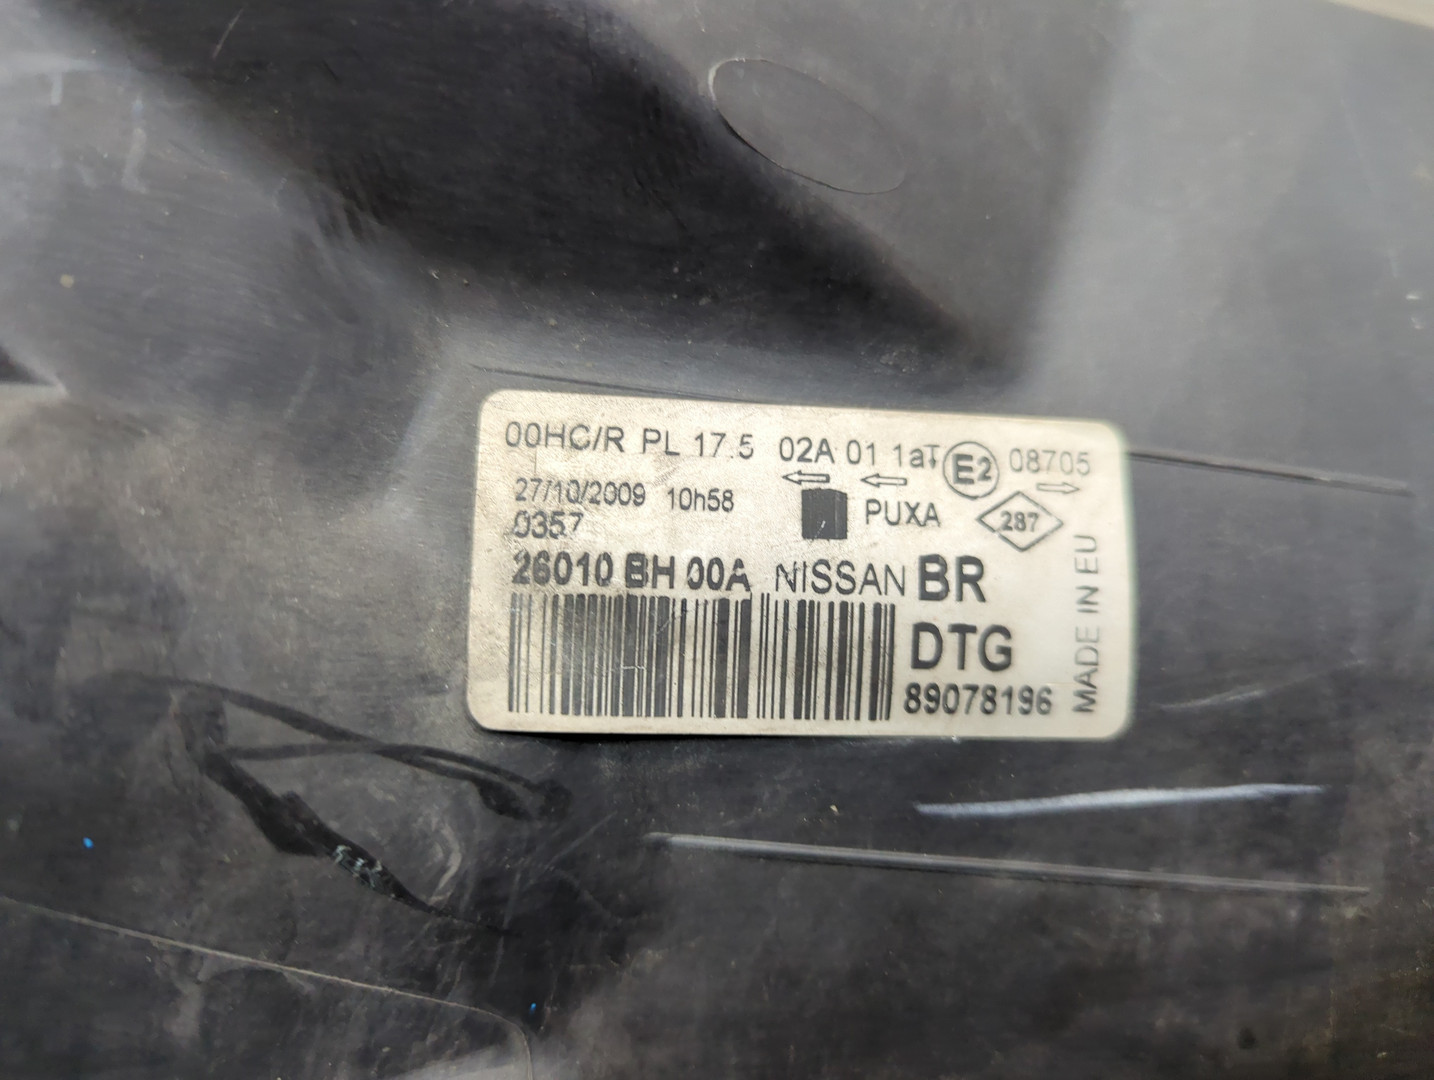 00HC/R PL 17.5 02A 01 1aT E2 08705
27/10/2009 10h58 PUXA 287
0357
26010 BH 00A NISSAN BR
DTG
89078196
MADE IN EU